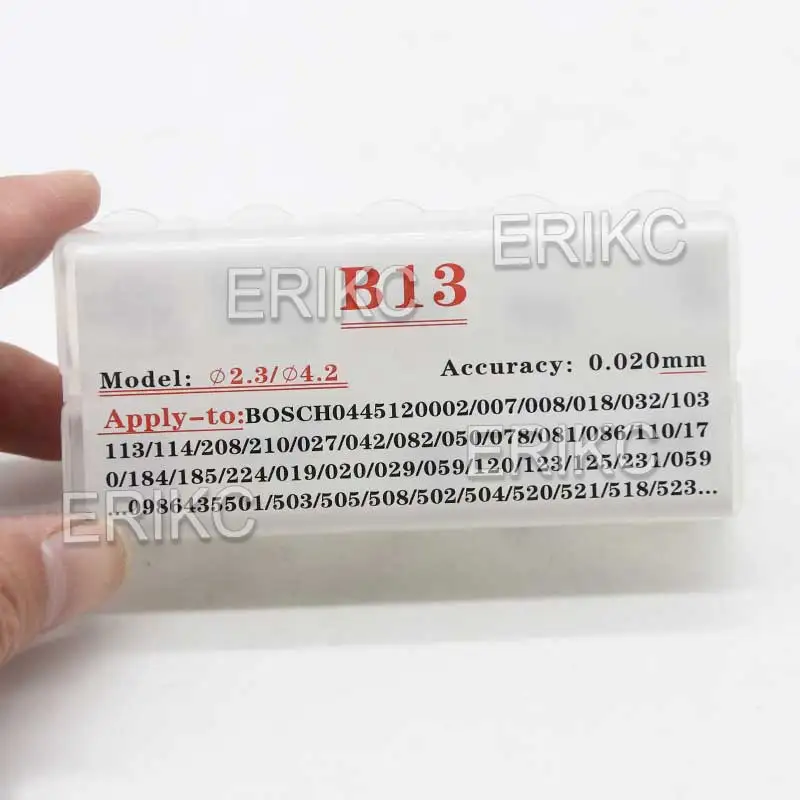 ERIKC
ERIKC
B13
Model: ∅2.3/∅4.2
Accuracy: 0.020mm
Apply-to:BOSCH0445120002/007/008/018/032/103
113/114/208/210/027/042/082/050/078/081/086/110/17
0/184/185/224/019/020/029/059/120/123/125/231/059
...0986435501/503/505/508/502/504/520/521/518/523...
ERIKC
ERIKC